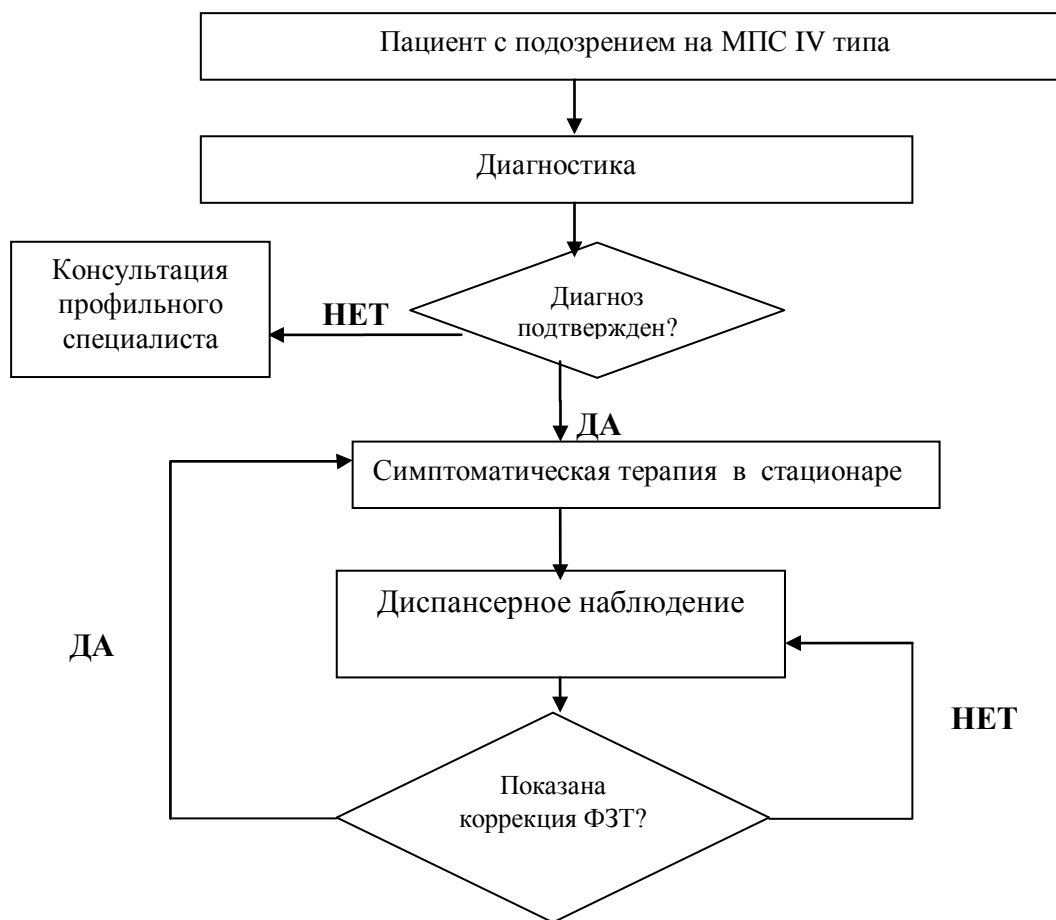 Пациент с подозрением на МПС IV типа
Диагностика
Консультация
профильного
специалиста
НЕТ
Диагноз
подтвержден?
ДА
Симптоматическая терапия в стационаре
Диспансерное наблюдение
ДА
НЕТ
Показана
коррекция ФЗТ?